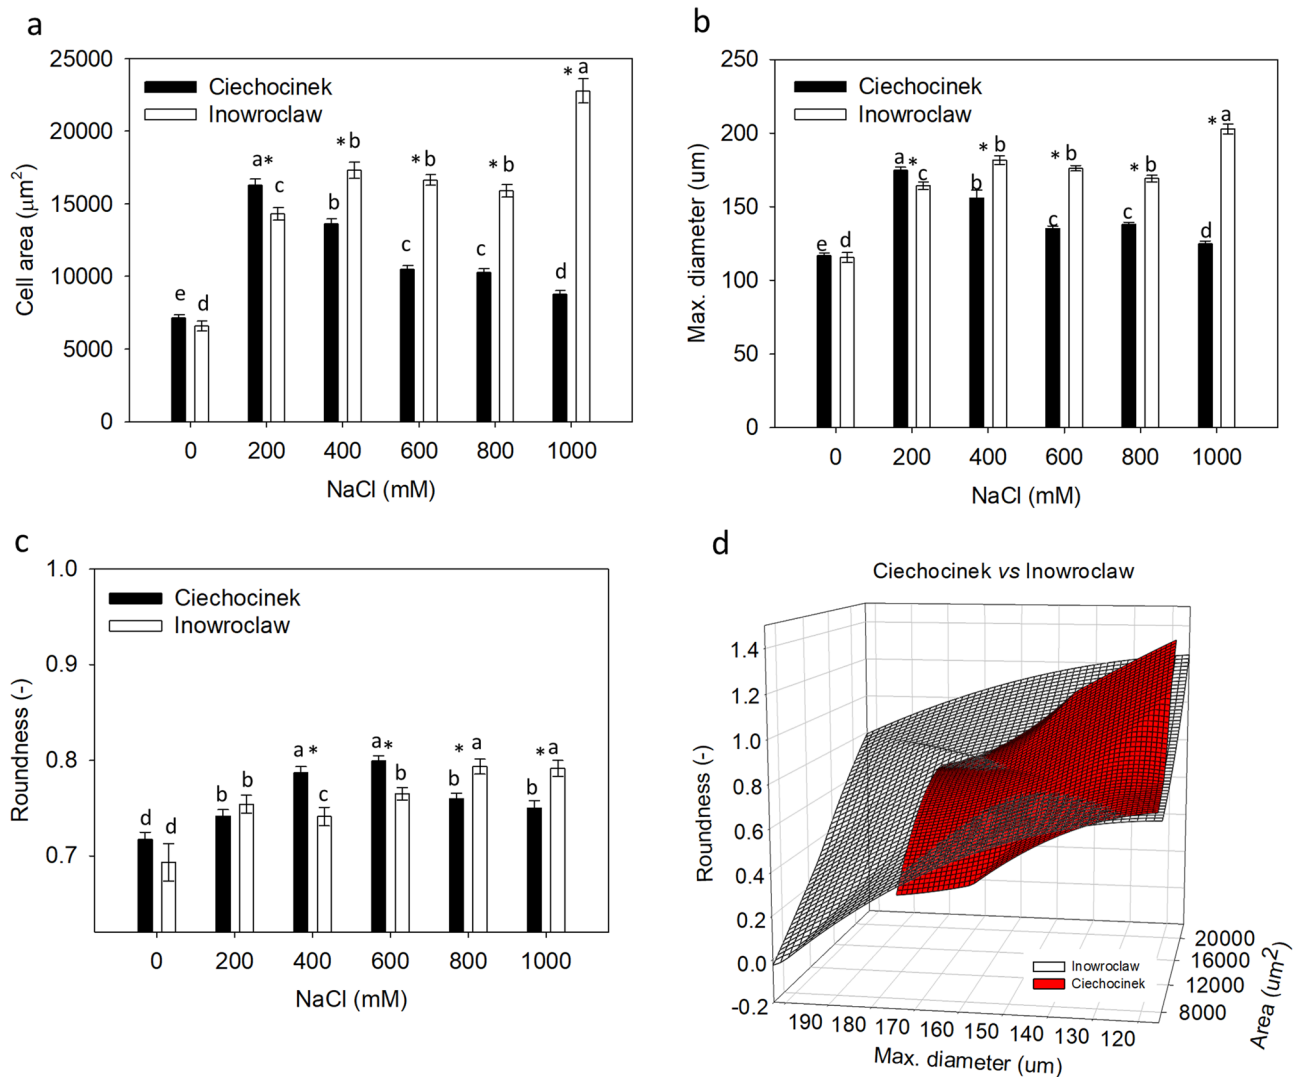 a
25000
20000
15000
10000
5000
0
Cell area (µm²)
Ciechocinek
Inowroclaw
e
d
a*
c
b
*b
c
*b
c
*b
d
*a
0 200 400 600 800 1000
NaCl (mM)
b
250
200
150
100
50
0
Max. diameter (um)
Ciechocinek
Inowroclaw
e
d
a*
c
b
*b
c
*b
c
*b
d
*a
0 200 400 600 800 1000
NaCl (mM)
c
1.0
0.9
0.8
0.7
Roundness (-)
Ciechocinek
Inowroclaw
d
d
b
b
a*
c
a*
b
b
*a
b
*a
0 200 400 600 800 1000
NaCl (mM)
d
Ciechocinek vs Inowroclaw
1.4
1.2
1.0
0.8
0.6
0.4
0.2
0.0
-0.2
Roundness (-)
Inowroclaw
Ciechocinek
190 180 170 160 150 140 130 120
Max. diameter (um)
20000
16000
12000
8000
Area (um²)